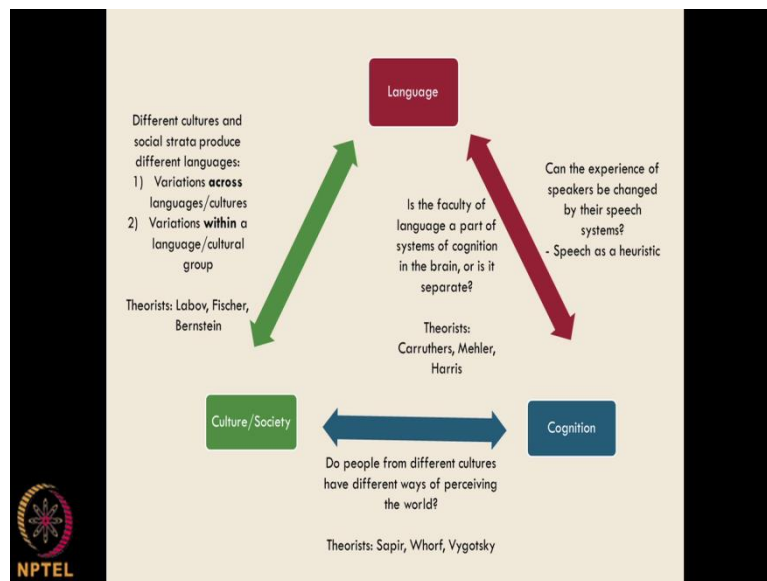 Language
Different cultures and
social strata produce
different languages:
1) Variations across
languages/cultures
2) Variations within a
language/cultural
group
Theorists: Labov, Fischer,
Bernstein
Is the faculty of
language a part of
systems of cognition
in the brain, or is it
separate?
Theorists:
Carruthers, Mehler,
Harris
Can the experience of
speakers be changed
by their speech
systems?
- Speech as a heuristic
Culture/Society
Cognition
Do people from different cultures
have different ways of perceiving
the world?
Theorists: Sapir, Whorf, Vygotsky
NPTEL